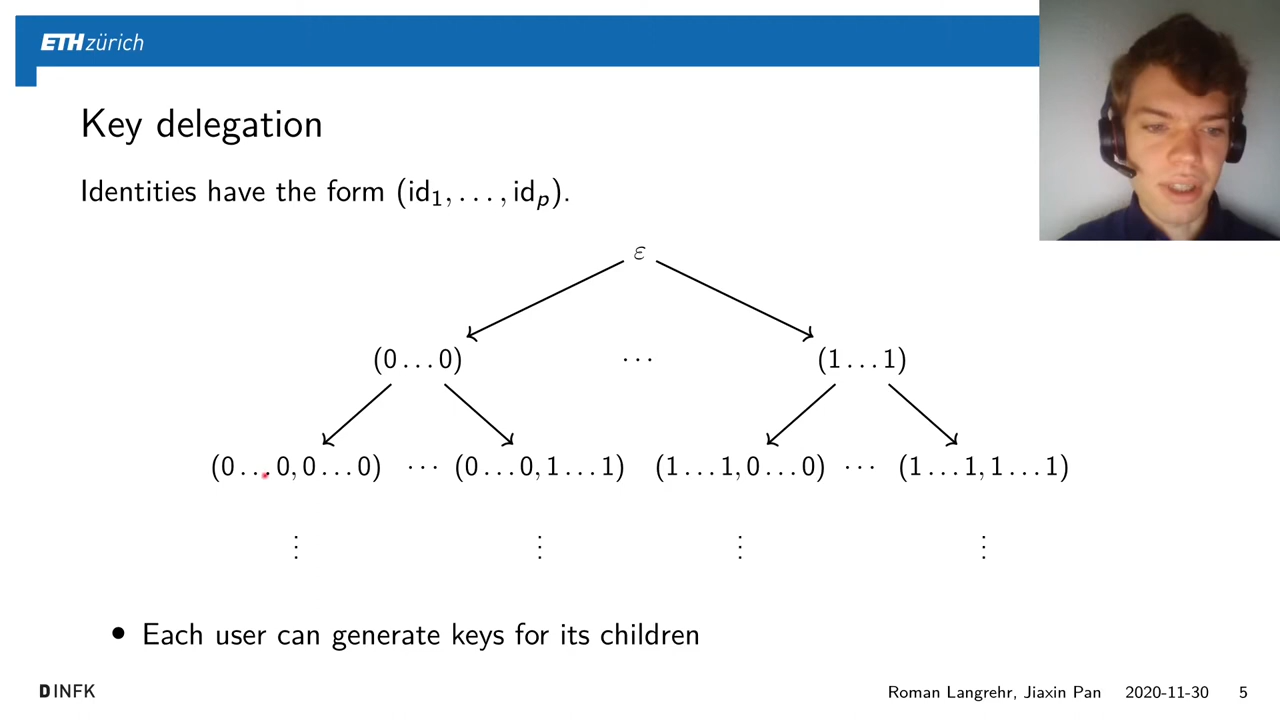 ETH zürich
Key delegation
Identities have the form (id₁, . . . , idₚ).
ε
(0 . . . 0) · · · (1 . . . 1)
(0 . . . 0, 0 . . . 0) · · · (0 . . . 0, 1 . . . 1) (1 . . . 1, 0 . . . 0) · · · (1 . . . 1, 1 . . . 1)
⋮ ⋮ ⋮ ⋮
• Each user can generate keys for its children
D INFK
Roman Langrehr, Jiaxin Pan 2020-11-30 5